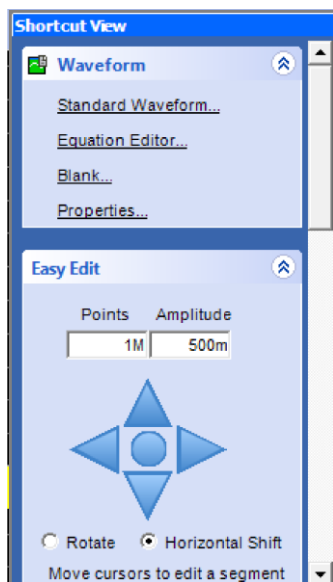 Shortcut View
Waveform
Standard Waveform...
Equation Editor...
Blank...
Properties...
Easy Edit
Points Amplitude
1M 500m
Rotate Horizontal Shift
Move cursors to edit a segment